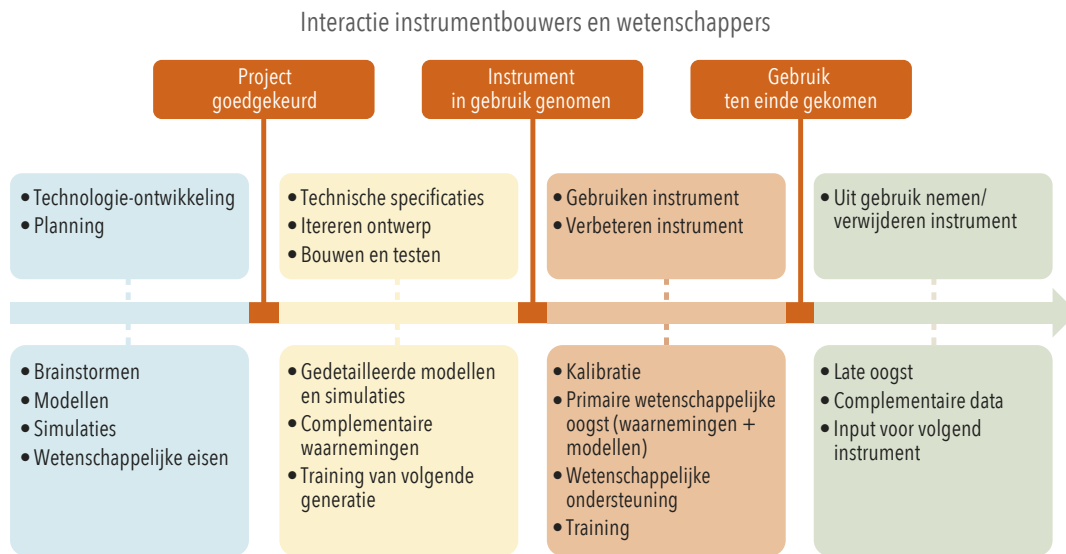 Interactie instrumentbouwers en wetenschappers
Project
goedgekeurd
Instrument
in gebruik genomen
Gebruik
ten einde gekomen
• Technologie-ontwikkeling
• Planning
• Technische specificaties
• Itereren ontwerp
• Bouwen en testen
• Gebruiken instrument
• Verbeteren instrument
• Uit gebruik nemen/
verwijderen instrument
• Brainstormen
• Modellen
• Simulaties
• Wetenschappelijke eisen
• Gedetailleerde modellen
en simulaties
• Complementaire
waarnemingen
• Training van volgende
generatie
• Kalibratie
• Primaire wetenschappelijke
oogst (waarnemingen +
modellen)
• Wetenschappelijke
ondersteuning
• Training
• Late oogst
• Complementaire data
• Input voor volgend
instrument